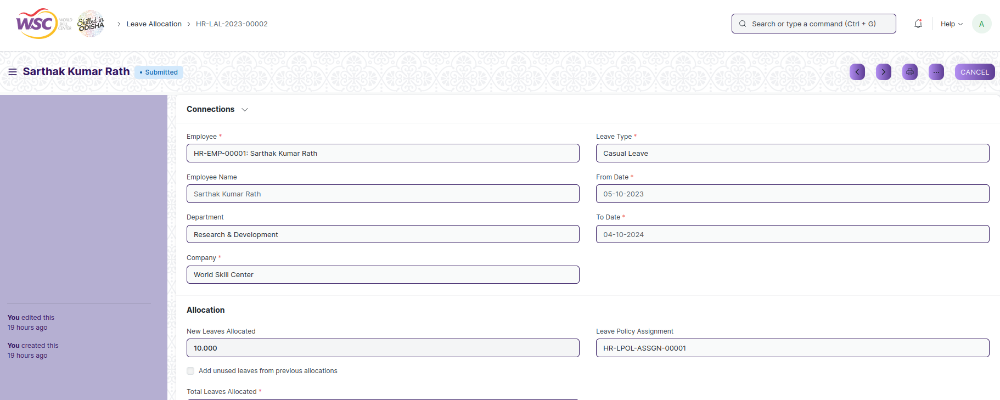 WSC WORLD SKILL CENTER
Skilled in ODISHA
Leave Allocation
HR-LAL-2023-00002
Search or type a command (Ctrl + G)
Help
A
Sarthak Kumar Rath
Submitted
CANCEL
Connections
Employee *
HR-EMP-00001: Sarthak Kumar Rath
Leave Type *
Casual Leave
Employee Name
Sarthak Kumar Rath
From Date *
05-10-2023
Department
Research & Development
To Date *
04-10-2024
Company *
World Skill Center
You edited this
19 hours ago
You created this
19 hours ago
Allocation
New Leaves Allocated
10.000
Leave Policy Assignment
HR-LPOL-ASSGN-00001
Add unused leaves from previous allocations
Total Leaves Allocated *